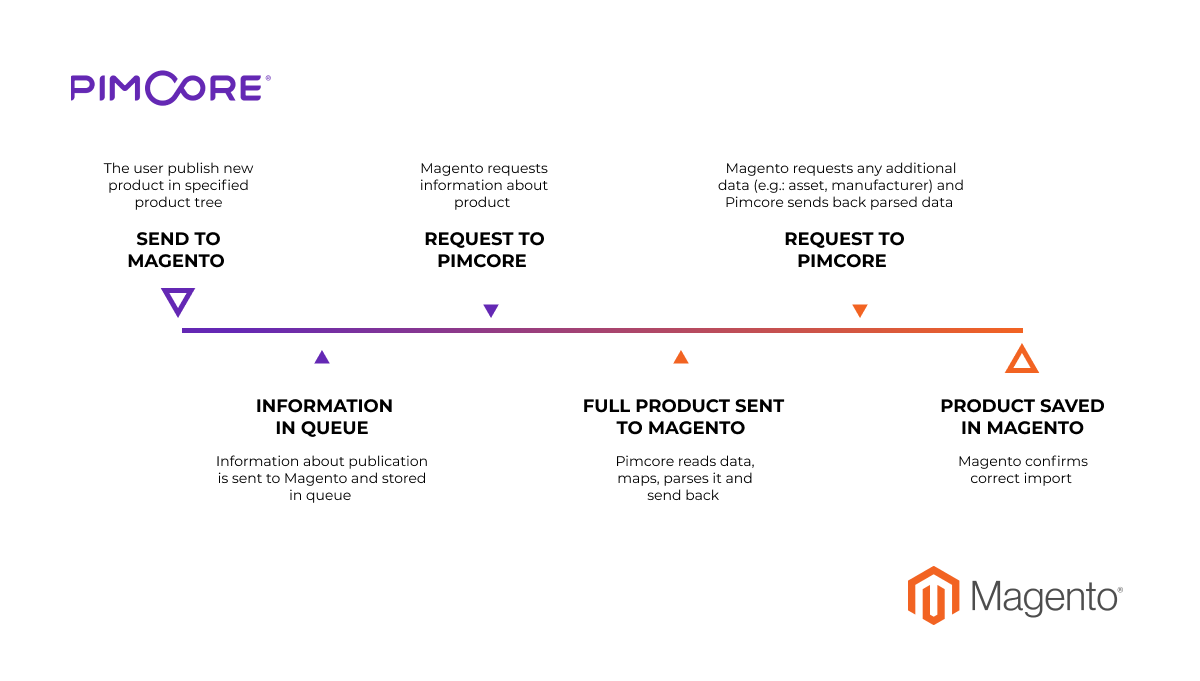 PIMCORE®
The user publish new
product in specified
product tree
SEND TO
MAGENTO
Magento requests
information about
product
REQUEST TO
PIMCORE
Magento requests any additional
data (e.g.: asset, manufacturer) and
Pimcore sends back parsed data
REQUEST TO
PIMCORE
INFORMATION
IN QUEUE
Information about publication
is sent to Magento and stored
in queue
FULL PRODUCT SENT
TO MAGENTO
Pimcore reads data,
maps, parses it and
send back
PRODUCT SAVED
IN MAGENTO
Magento confirms
correct import
Magento®